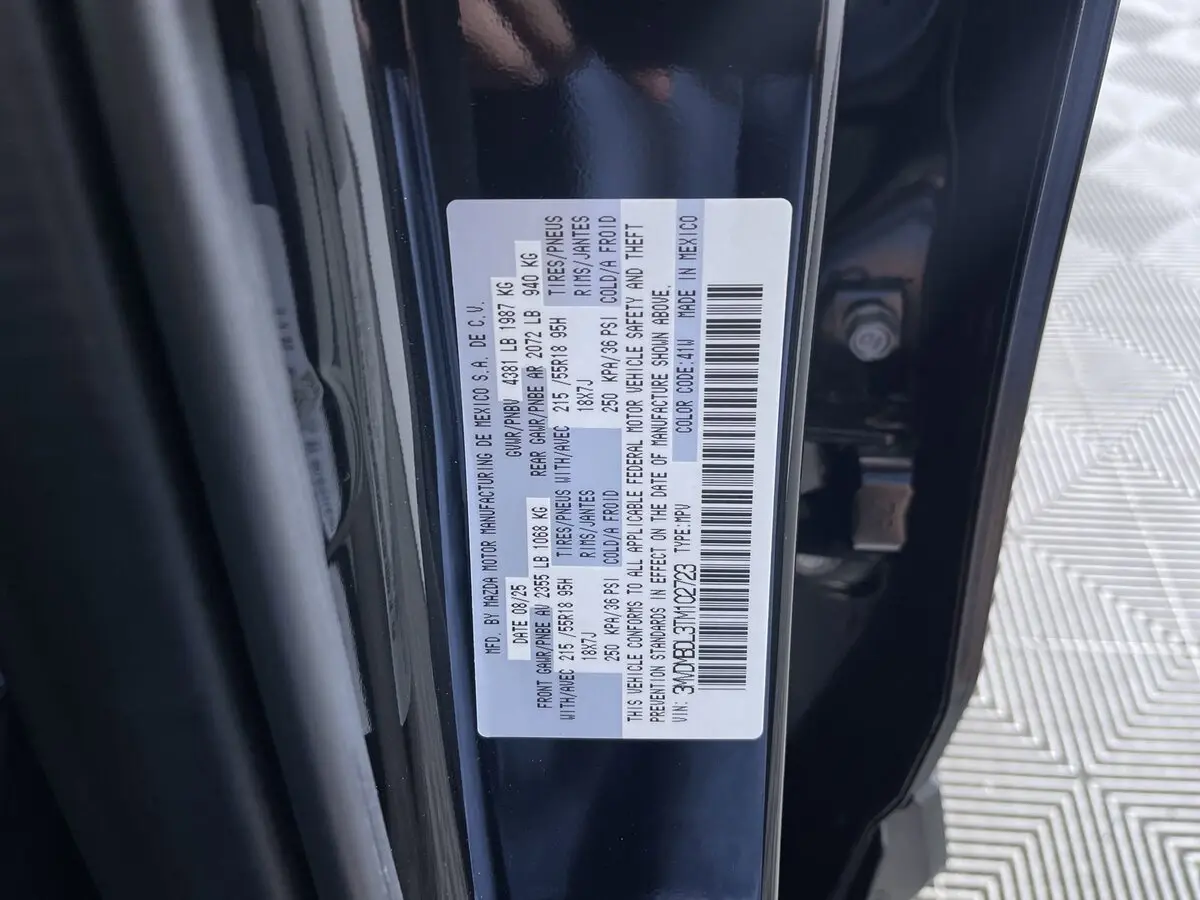 MFD. BY MAZDA MOTOR MANUFACTURING DE MEXICO S.A. DE C.V.
DATE 08/25 GVWR/PNBV 4381 LB 1987 KG
FRONT GAWR/PNBE AV 2355 LB 1068 KG REAR GAWR/PNBE AR 2072 LB 940 KG
WITH/AVEC 215 /55R18 95H TIRES/PNEUS WITH/AVEC 215 /55R18 95H TIRES/PNEUS
18X7J RIMS/JANTES 18X7J RIMS/JANTES
250 KPA/36 PSI COLD/A FROID 250 KPA/36 PSI COLD/A FROID
THIS VEHICLE CONFORMS TO ALL APPLICABLE FEDERAL MOTOR VEHICLE SAFETY AND THEFT
PREVENTION STANDARDS IN EFFECT ON THE DATE OF MANUFACTURE SHOWN ABOVE.
VIN: 3MVDMBDL3TM102723 TYPE:MPV COLOR CODE:41W MADE IN MEXICO